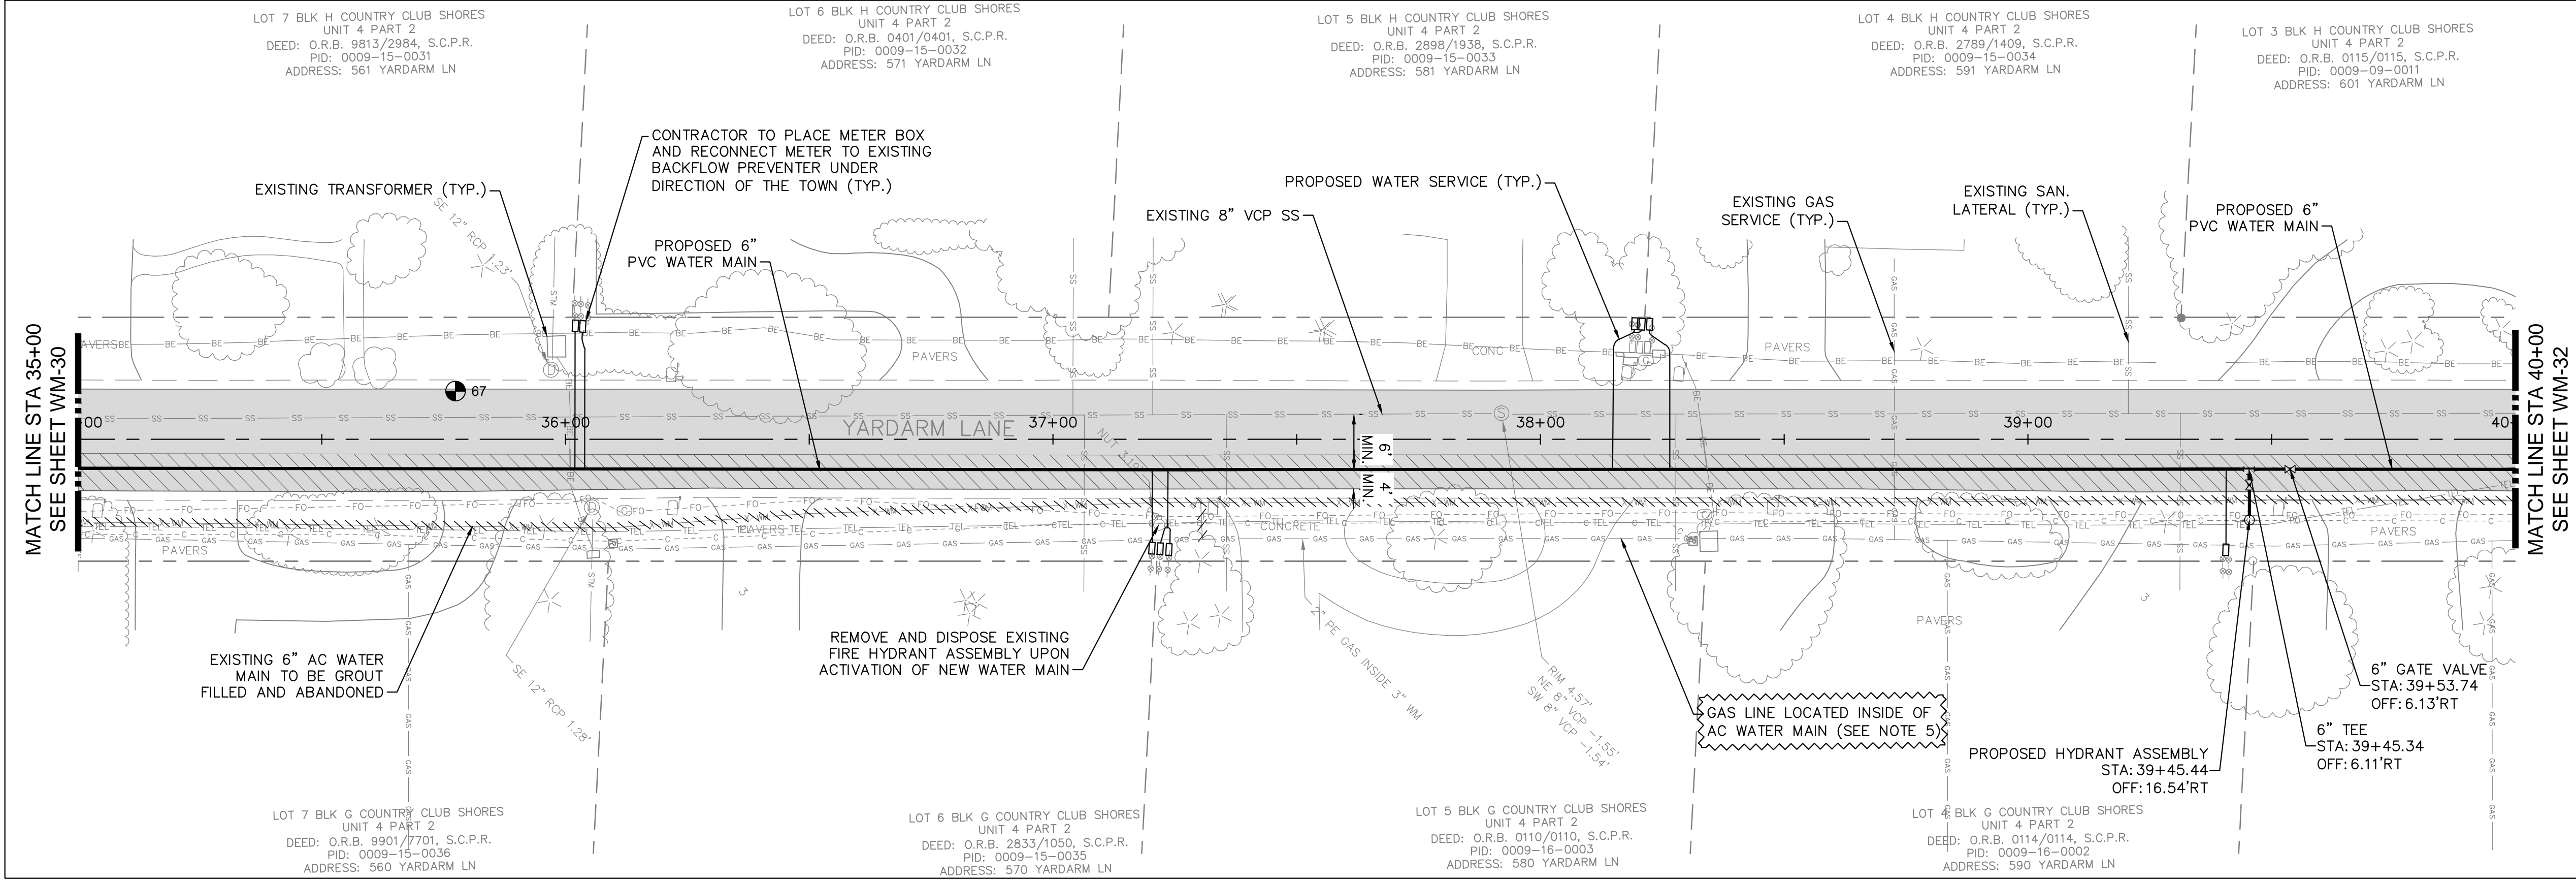 LOT 7 BLK H COUNTRY CLUB SHORES
UNIT 4 PART 2
DEED: O.R.B. 9813/2984, S.C.P.R.
PID: 0009-15-0031
ADDRESS: 561 YARDARM LN
LOT 6 BLK H COUNTRY CLUB SHORES
UNIT 4 PART 2
DEED: O.R.B. 0401/0401, S.C.P.R.
PID: 0009-15-0032
ADDRESS: 571 YARDARM LN
LOT 5 BLK H COUNTRY CLUB SHORES
UNIT 4 PART 2
DEED: O.R.B. 2898/1938, S.C.P.R.
PID: 0009-15-0033
ADDRESS: 581 YARDARM LN
LOT 4 BLK H COUNTRY CLUB SHORES
UNIT 4 PART 2
DEED: O.R.B. 2789/1409, S.C.P.R.
PID: 0009-15-0034
ADDRESS: 591 YARDARM LN
LOT 3 BLK H COUNTRY CLUB SHORES
UNIT 4 PART 2
DEED: O.R.B. 0115/0115, S.C.P.R.
PID: 0009-09-0011
ADDRESS: 601 YARDARM LN
EXISTING TRANSFORMER (TYP.)
SE 12" RCP 1.23'
CONTRACTOR TO PLACE METER BOX
AND RECONNECT METER TO EXISTING
BACKFLOW PREVENTER UNDER
DIRECTION OF THE TOWN (TYP.)
PROPOSED 6"
PVC WATER MAIN
EXISTING 8" VCP SS
PROPOSED WATER SERVICE (TYP.)
EXISTING GAS
SERVICE (TYP.)
EXISTING SAN.
LATERAL (TYP.)
PROPOSED 6"
PVC WATER MAIN
MATCH LINE STA 35+00
SEE SHEET WM-30
PAVERS
CONC
PAVERS
67
36+00
YARDARM LANE
37+00
38+00
39+00
6'
MIN.
4'
MIN.
MATCH LINE STA 40+00
SEE SHEET WM-32
PAVERS
PAVERS
CONCRETE
PAVERS
PAVERS
3
3
EXISTING 6" AC WATER
MAIN TO BE GROUT
FILLED AND ABANDONED
SE 12" RCP 1.28'
REMOVE AND DISPOSE EXISTING
FIRE HYDRANT ASSEMBLY UPON
ACTIVATION OF NEW WATER MAIN
2" PE GAS INSIDE 3" WM
RIM 4.57'
NE 8" VCP -1.55'
SW 8" VCP -1.54'
GAS LINE LOCATED INSIDE OF
AC WATER MAIN (SEE NOTE 5)
PROPOSED HYDRANT ASSEMBLY
STA: 39+45.44
OFF: 16.54'RT
6" TEE
STA: 39+45.34
OFF: 6.11'RT
6" GATE VALVE
STA: 39+53.74
OFF: 6.13'RT
LOT 7 BLK G COUNTRY CLUB SHORES
UNIT 4 PART 2
DEED: O.R.B. 9901/7701, S.C.P.R.
PID: 0009-15-0036
ADDRESS: 560 YARDARM LN
LOT 6 BLK G COUNTRY CLUB SHORES
UNIT 4 PART 2
DEED: O.R.B. 2833/1050, S.C.P.R.
PID: 0009-15-0035
ADDRESS: 570 YARDARM LN
LOT 5 BLK G COUNTRY CLUB SHORES
UNIT 4 PART 2
DEED: O.R.B. 0110/0110, S.C.P.R.
PID: 0009-16-0003
ADDRESS: 580 YARDARM LN
LOT 4 BLK G COUNTRY CLUB SHORES
UNIT 4 PART 2
DEED: O.R.B. 0114/0114, S.C.P.R.
PID: 0009-16-0002
ADDRESS: 590 YARDARM LN